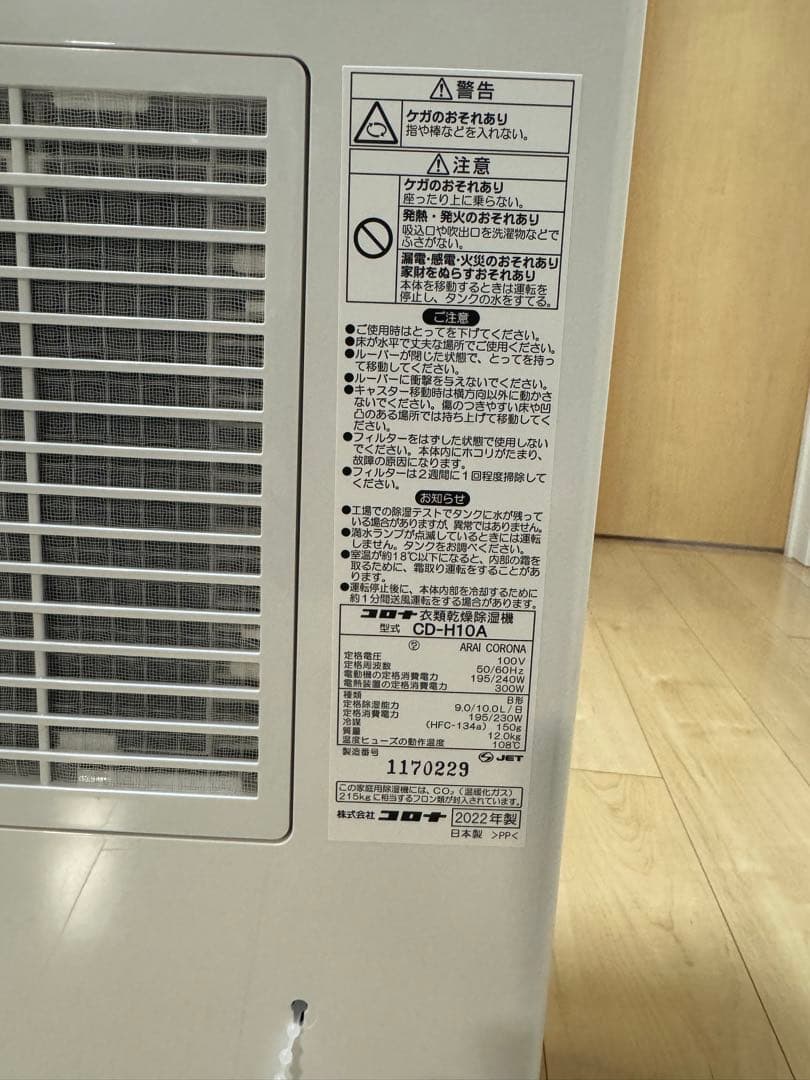 ⚠警告
ケガのおそれあり
指や棒などを入れない。
⚠注意
ケガのおそれあり
座ったり上に乗らない。
発熱・発火のおそれあり
吸込口や吹出口を洗濯物などで
ふさがない。
漏電・感電・火災のおそれあり
家財をぬらすおそれあり
本体を移動するときは運転を
停止し、タンクの水をすてる。
ご注意
●ご使用時はとってを下げてください。
●床が水平で丈夫な場所でご使用ください。
●ルーバーが閉じた状態で、とってを持っ
て移動してください。
●ルーバーに衝撃を与えないでください。
●キャスター移動時は横方向以外に動かさ
ないでください。傷のつきやすい床や凹
凸のある場所では持ち上げて移動してく
ださい。
●フィルターをはずした状態で使用しない
でください。本体内にホコリがたまり、
故障の原因になります。
●フィルターは2週間に1回程度掃除して
ください。
お知らせ
●工場での除湿テストでタンクに水が残って
いる場合がありますが、異常ではありません。
●満水ランプが点滅しているときには運転
しません。タンクをお調べください。
●室温が約18℃以下になると、内部の霜を
取るために、霜取り運転をすることがあ
ります。
●運転停止後に、本体内部を冷却するために
約1分間送風運転をする場合があります。
コロナ 衣類乾燥除湿機
型式 CD-H10A
⑫ ARAI CORONA
定格電圧 100V
定格周波数 50/60Hz
電動機の定格消費電力 195/240W
電熱装置の定格消費電力 300W
種類 B形
定格除湿能力 9.0/10.0L/日
定格消費電力 195/230W
冷媒 (HFC-134a) 150g
質量 12.0kg
温度ヒューズの動作温度 108℃
製造番号 JET
1170229
この家庭用除湿機には、CO₂(温暖化ガス)
215kgに相当するフロン類が封入されています。
株式会社 コロナ 2022年製
日本製 >PP<